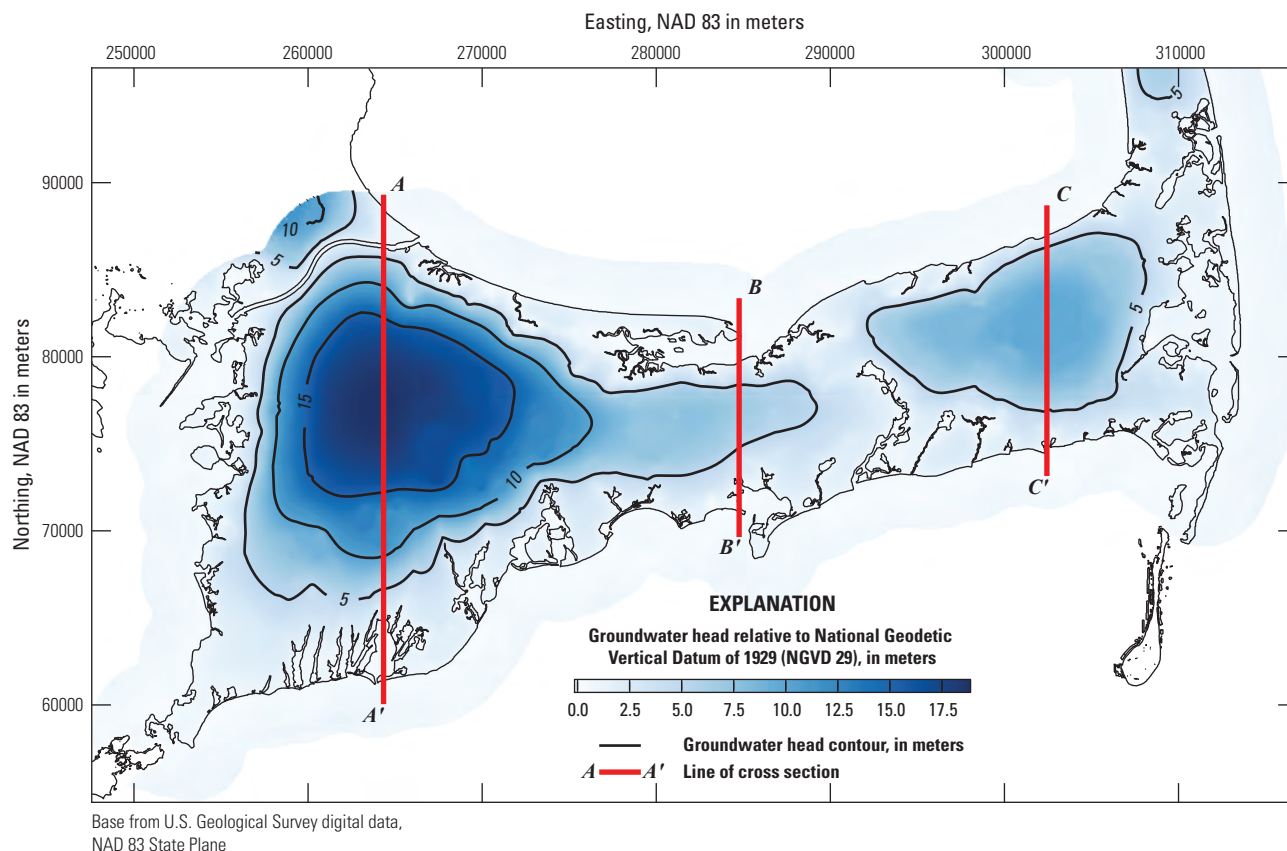 Easting, NAD 83 in meters
250000 260000 270000 280000 290000 300000 310000
Northing, NAD 83 in meters
90000
80000
70000
60000
5
A
C
10
5
B
5
15
10
C'
B'
5
A'
EXPLANATION
Groundwater head relative to National Geodetic
Vertical Datum of 1929 (NGVD 29), in meters
0.0 2.5 5.0 7.5 10.0 12.5 15.0 17.5
Groundwater head contour, in meters
A A' Line of cross section
Base from U.S. Geological Survey digital data,
NAD 83 State Plane